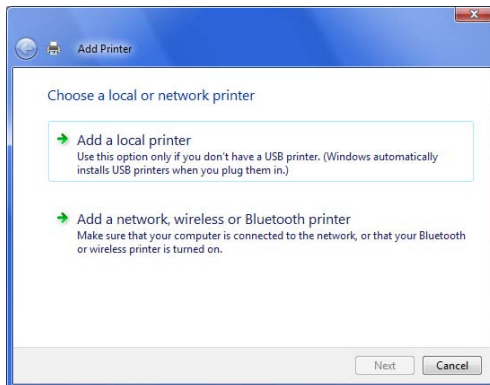 Add Printer
Choose a local or network printer
Add a local printer
Use this option only if you don't have a USB printer. (Windows automatically
installs USB printers when you plug them in.)
Add a network, wireless or Bluetooth printer
Make sure that your computer is connected to the network, or that your Bluetooth
or wireless printer is turned on.
Next
Cancel